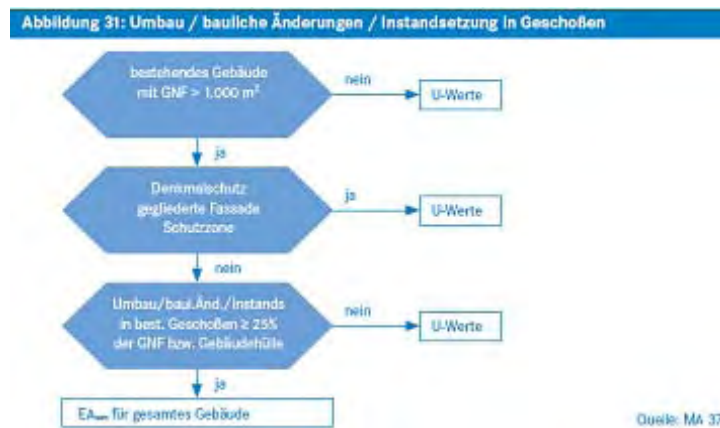 Abbildung 31: Umbau / bauliche Änderungen / Instandsetzung in Geschoßen
bestehendes Gebäude
mit GNF > 1.000 m²
nein
U-Werte
ja
Denkmalschutz
gegliederte Fassade
Schutzzone
ja
U-Werte
nein
Umbau/baul.Änd./Instands
in best. Geschoßen ≥ 25%
der GNF bzw. Gebäudehülle
nein
U-Werte
ja
für gesamtes Gebäude
Quelle: MA 37